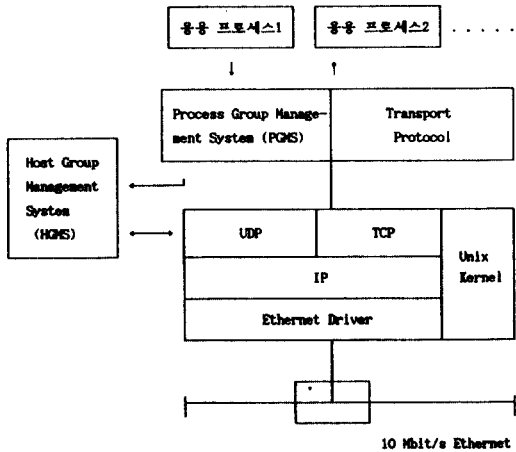 응용 프로세스1
응용 프로세스2 . . . . .
Process Group Manage-
ment System (PGMS)
Transport
Protocol
Host Group
Management
System
(HGMS)
UDP
TCP
Unix
Kernel
IP
Ethernet Driver
10 Mbit/s Ethernet